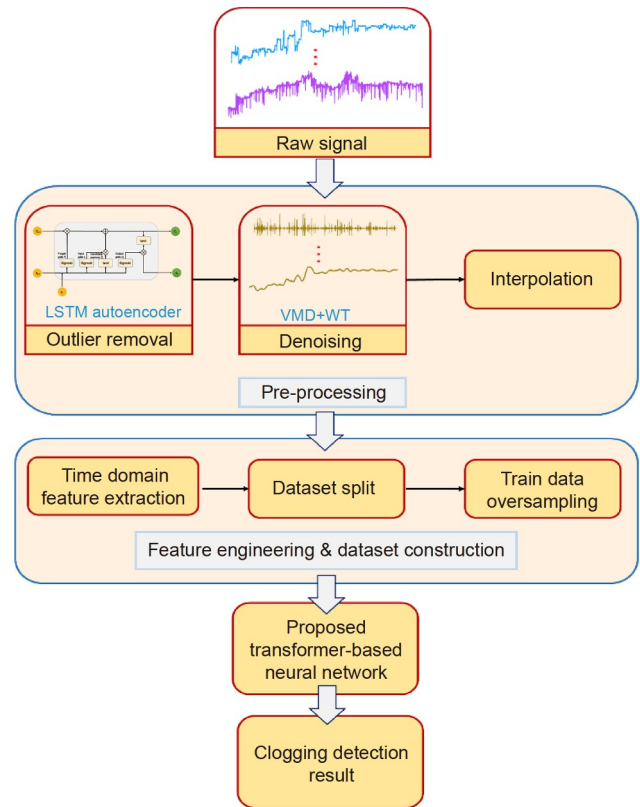 Raw signal
LSTM autoencoder
Outlier removal
VMD+WT
Denoising
Interpolation
Pre-processing
Time domain
feature extraction
Dataset split
Train data
oversampling
Feature engineering & dataset construction
Proposed
transformer-based
neural network
Clogging detection
result